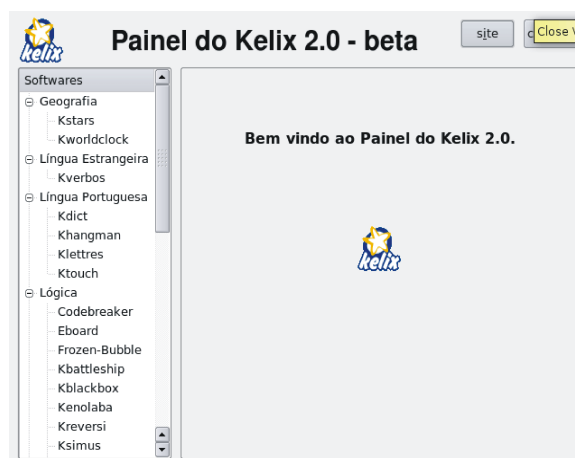 kelix
Painel do Kelix 2.0 - beta
site
Close
Softwares
Geografia
Kstars
Kworldclock
Língua Estrangeira
Kverbos
Língua Portuguesa
Kdict
Khangman
Klettres
Ktouch
Lógica
Codebreaker
Eboard
Frozen-Bubble
Kbattleship
Kblackbox
Kenolaba
Kreversi
Ksimus
Bem vindo ao Painel do Kelix 2.0.
kelix